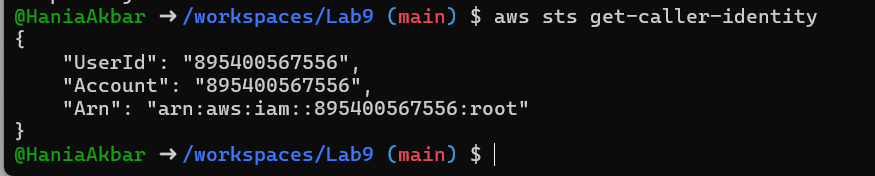 @HaniaAkbar ➜ /workspaces/Lab9 (main) $ aws sts get-caller-identity
{
    "UserId": "895400567556",
    "Account": "895400567556",
    "Arn": "arn:aws:iam::895400567556:root"
}
@HaniaAkbar ➜ /workspaces/Lab9 (main) $